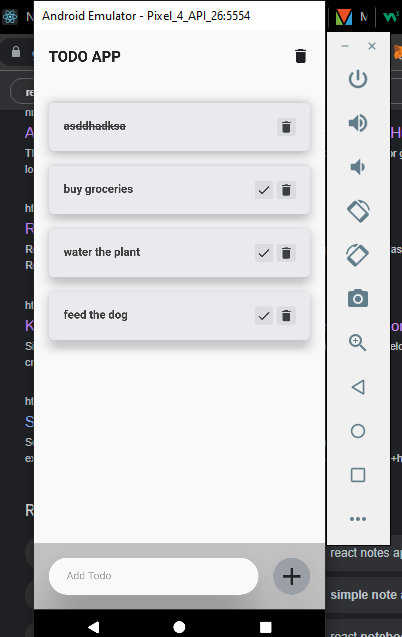 Android Emulator - Pixel_4_API_26:5554
TODO APP
asddhadksa
buy groceries
water the plant
feed the dog
Add Todo
react notes ap
simple note a
react notebo